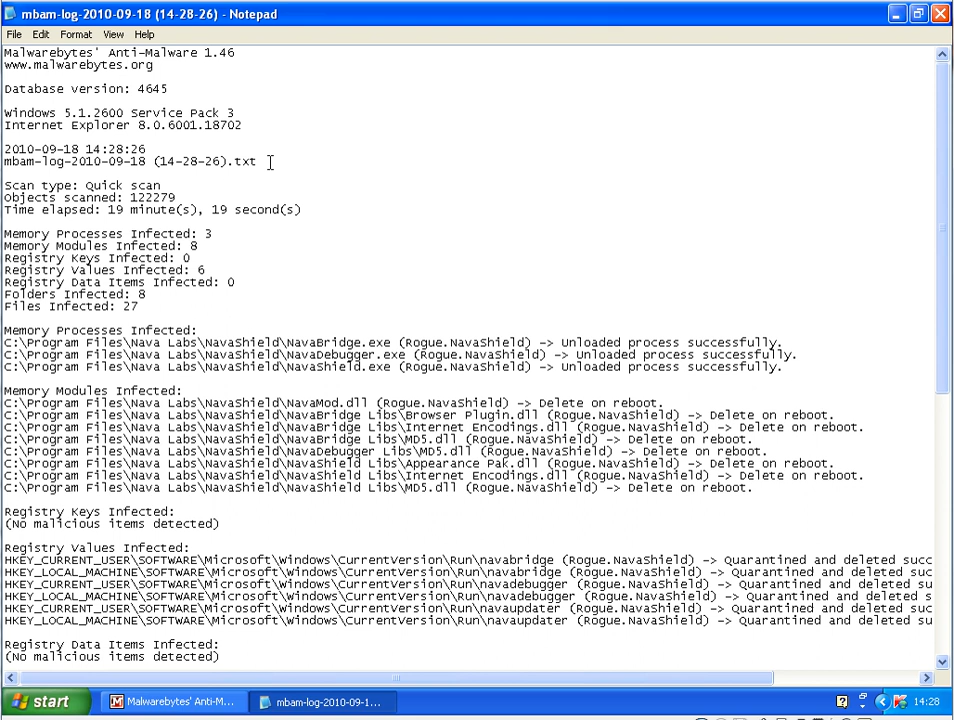 mbam-log-2010-09-18 (14-28-26) - Notepad
File Edit Format View Help
Malwarebytes' Anti-Malware 1.46
www.malwarebytes.org
Database version: 4645
Windows 5.1.2600 Service Pack 3
Internet Explorer 8.0.6001.18702
2010-09-18 14:28:26
mbam-log-2010-09-18 (14-28-26).txt
Scan type: Quick scan
Objects scanned: 122279
Time elapsed: 19 minute(s), 19 second(s)
Memory Processes Infected: 3
Memory Modules Infected: 8
Registry Keys Infected: 0
Registry Values Infected: 6
Registry Data Items Infected: 0
Folders Infected: 8
Files Infected: 27
Memory Processes Infected:
C:\Program Files\Nava Labs\NavaShield\NavaBridge.exe (Rogue.NavaShield) -> Unloaded process successfully.
C:\Program Files\Nava Labs\NavaShield\NavaDebugger.exe (Rogue.NavaShield) -> Unloaded process successfully.
C:\Program Files\Nava Labs\NavaShield\NavaShield.exe (Rogue.NavaShield) -> Unloaded process successfully.
Memory Modules Infected:
C:\Program Files\Nava Labs\NavaShield\NavaMod.dll (Rogue.NavaShield) -> Delete on reboot.
C:\Program Files\Nava Labs\NavaShield\NavaBridge Libs\Browser Plugin.dll (Rogue.NavaShield) -> Delete on reboot.
C:\Program Files\Nava Labs\NavaShield\NavaBridge Libs\Internet Encodings.dll (Rogue.NavaShield) -> Delete on reboot.
C:\Program Files\Nava Labs\NavaShield\NavaBridge Libs\MD5.dll (Rogue.NavaShield) -> Delete on reboot.
C:\Program Files\Nava Labs\NavaShield\NavaDebugger Libs\MD5.dll (Rogue.NavaShield) -> Delete on reboot.
C:\Program Files\Nava Labs\NavaShield\NavaShield Libs\Appearance Pak.dll (Rogue.NavaShield) -> Delete on reboot.
C:\Program Files\Nava Labs\NavaShield\NavaShield Libs\Internet Encodings.dll (Rogue.NavaShield) -> Delete on reboot.
C:\Program Files\Nava Labs\NavaShield\NavaShield Libs\MD5.dll (Rogue.NavaShield) -> Delete on reboot.
Registry Keys Infected:
(No malicious items detected)
Registry Values Infected:
HKEY_CURRENT_USER\SOFTWARE\Microsoft\Windows\CurrentVersion\Run\navabridge (Rogue.NavaShield) -> Quarantined and deleted succ
HKEY_LOCAL_MACHINE\SOFTWARE\Microsoft\Windows\CurrentVersion\Run\navabridge (Rogue.NavaShield) -> Quarantined and deleted suc
HKEY_CURRENT_USER\SOFTWARE\Microsoft\Windows\CurrentVersion\Run\navadebugger (Rogue.NavaShield) -> Quarantined and deleted su
HKEY_LOCAL_MACHINE\SOFTWARE\Microsoft\Windows\CurrentVersion\Run\navadebugger (Rogue.NavaShield) -> Quarantined and deleted s
HKEY_CURRENT_USER\SOFTWARE\Microsoft\Windows\CurrentVersion\Run\navaupdater (Rogue.NavaShield) -> Quarantined and deleted suc
HKEY_LOCAL_MACHINE\SOFTWARE\Microsoft\Windows\CurrentVersion\Run\navaupdater (Rogue.NavaShield) -> Quarantined and deleted su
Registry Data Items Infected:
(No malicious items detected)
start Malwarebytes' Anti-M... mbam-log-2010-09-1... 14:28